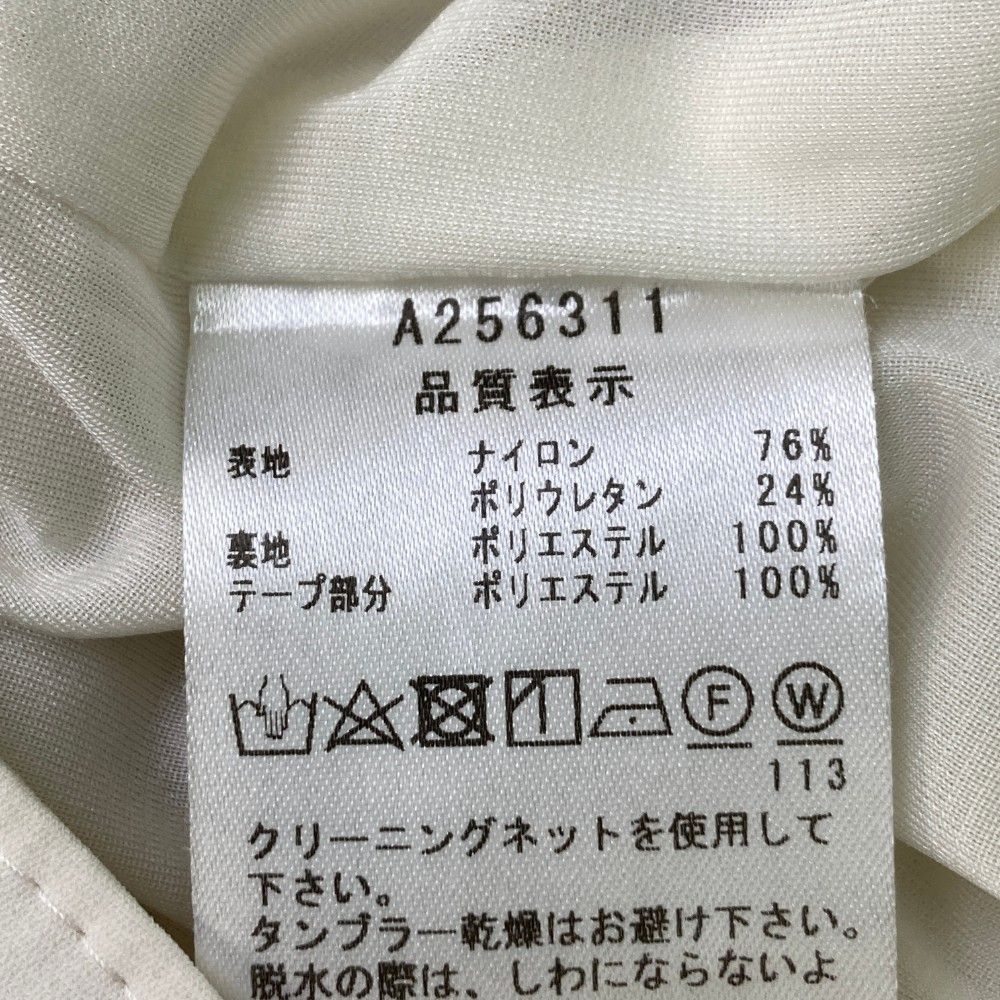 A256311
品質表示
表地 ナイロン 76%
ポリウレタン 24%
裏地 ポリエステル 100%
テープ部分 ポリエステル 100%
F W
113
クリーニングネットを使用して
下さい。
タンブラー乾燥はお避け下さい。
脱水の際は、しわにならないよ